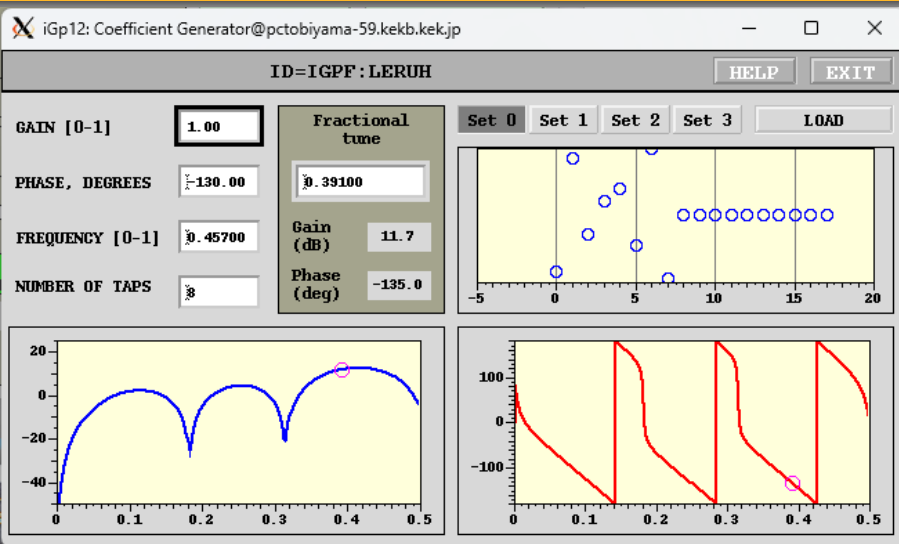 iGp12: Coefficient Generator@pctobiyama-59.kekb.kek.jp
ID=IGPF:LERUH
HELP
EXIT
GAIN [0-1]
1.00
PHASE, DEGREES
-130.00
FREQUENCY [0-1]
0.45700
NUMBER OF TAPS
8
Fractional
tune
0.39100
Gain
(dB)
11.7
Phase
(deg)
-135.0
Set 0
Set 1
Set 2
Set 3
LOAD
-5 0 5 10 15 20
20
0
-20
-40
0 0.1 0.2 0.3 0.4 0.5
100
0
-100
0 0.1 0.2 0.3 0.4 0.5